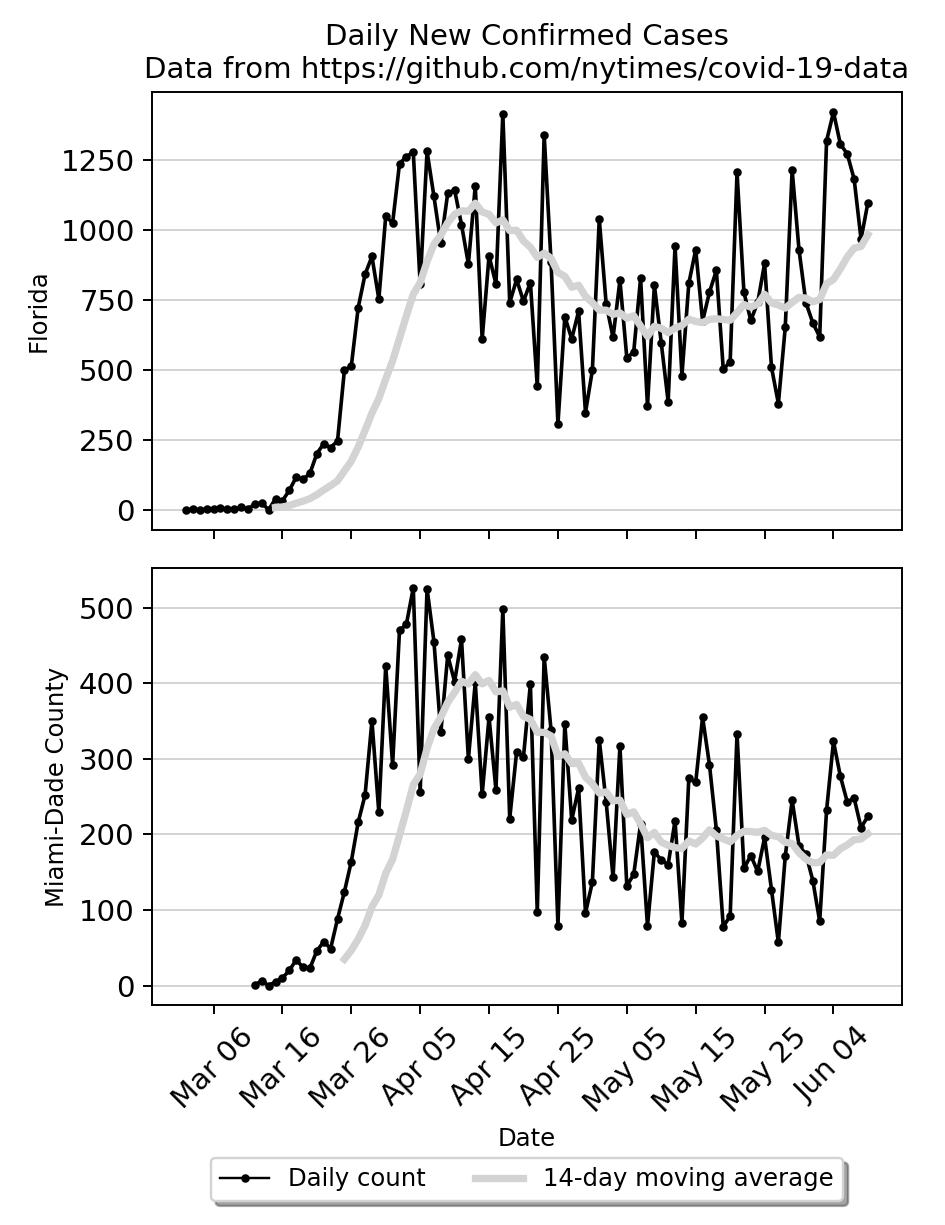 Daily New Confirmed Cases
Data from https://github.com/nytimes/covid-19-data
Florida
1250
1000
750
500
250
0
Miami-Dade County
500
400
300
200
100
0
Mar 06
Mar 16
Mar 26
Apr 05
Apr 15
Apr 25
May 05
May 15
May 25
Jun 04
Date
Daily count
14-day moving average